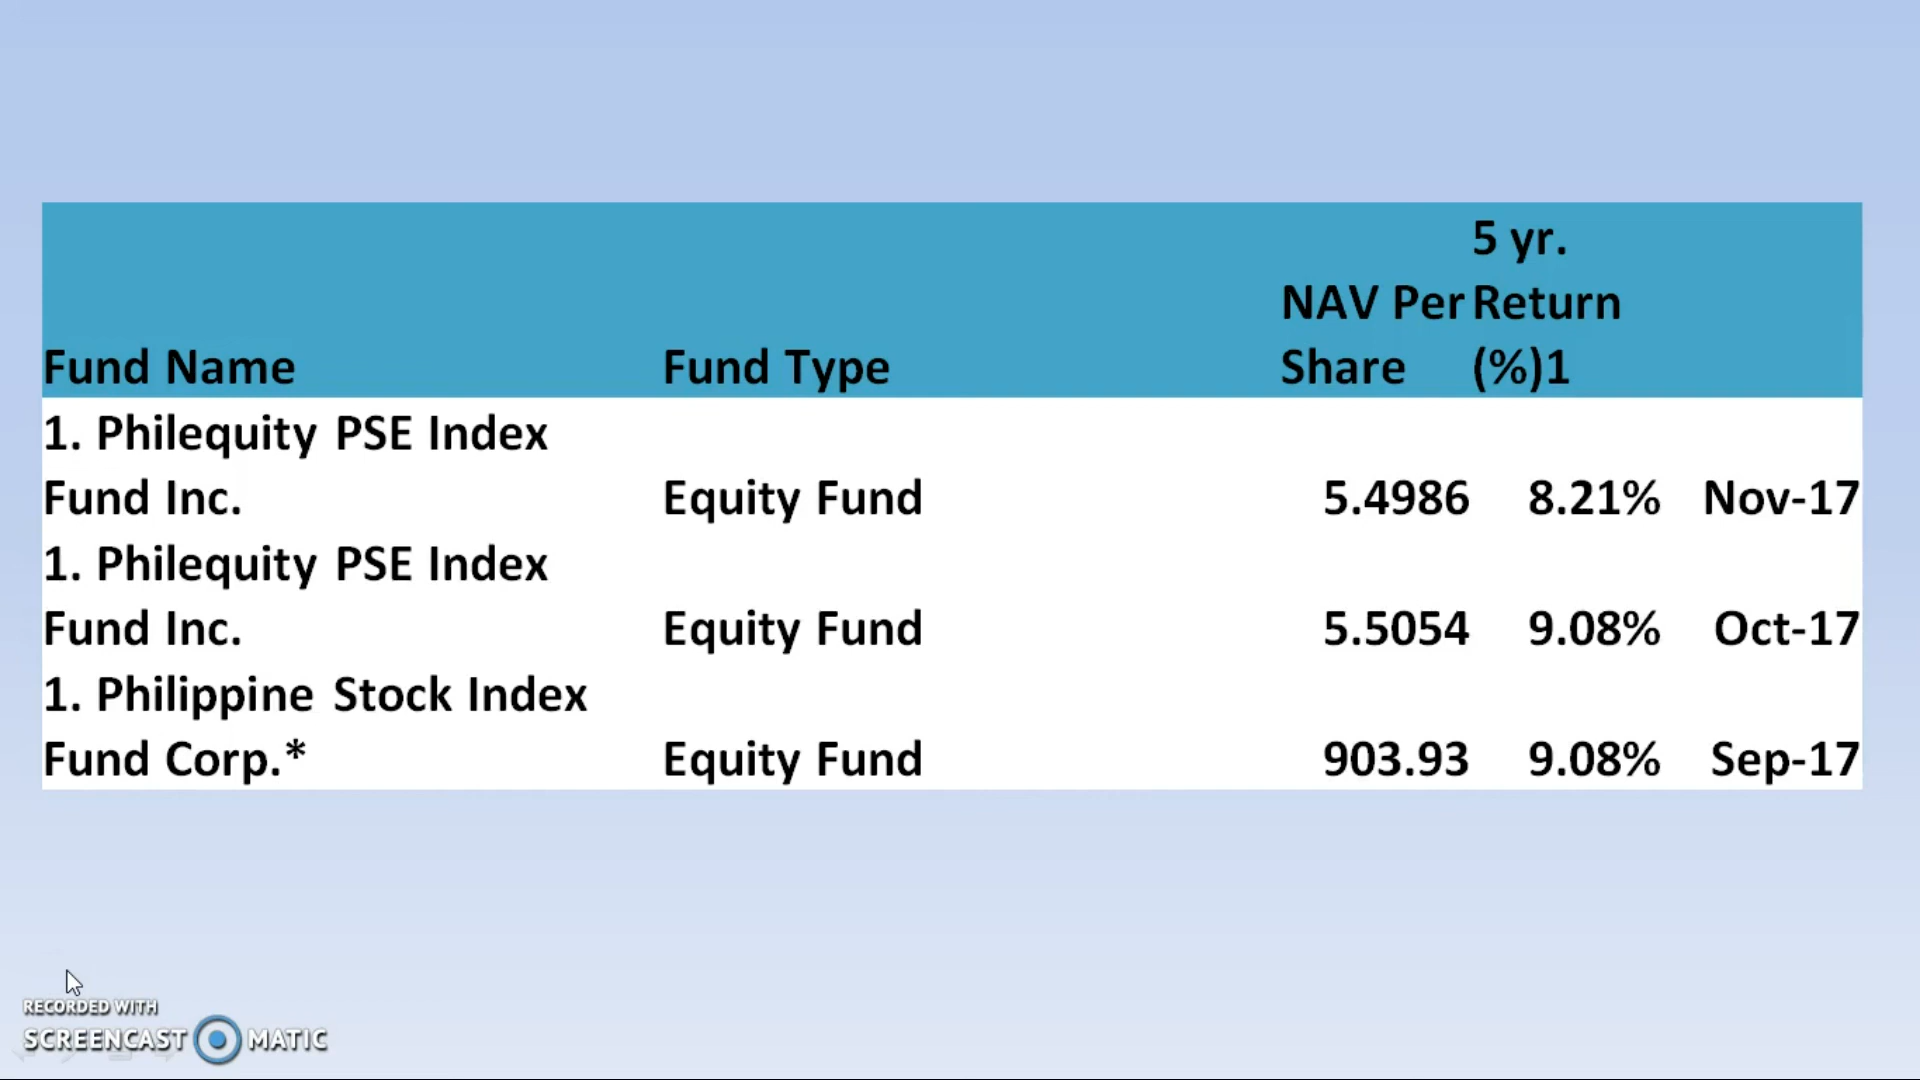 5 yr.
NAV Per Return
Fund Name Fund Type Share (%)1
1. Philequity PSE Index
Fund Inc. Equity Fund 5.4986 8.21% Nov-17
1. Philequity PSE Index
Fund Inc. Equity Fund 5.5054 9.08% Oct-17
1. Philippine Stock Index
Fund Corp.* Equity Fund 903.93 9.08% Sep-17
RECORDED WITH
SCREENCAST MATIC